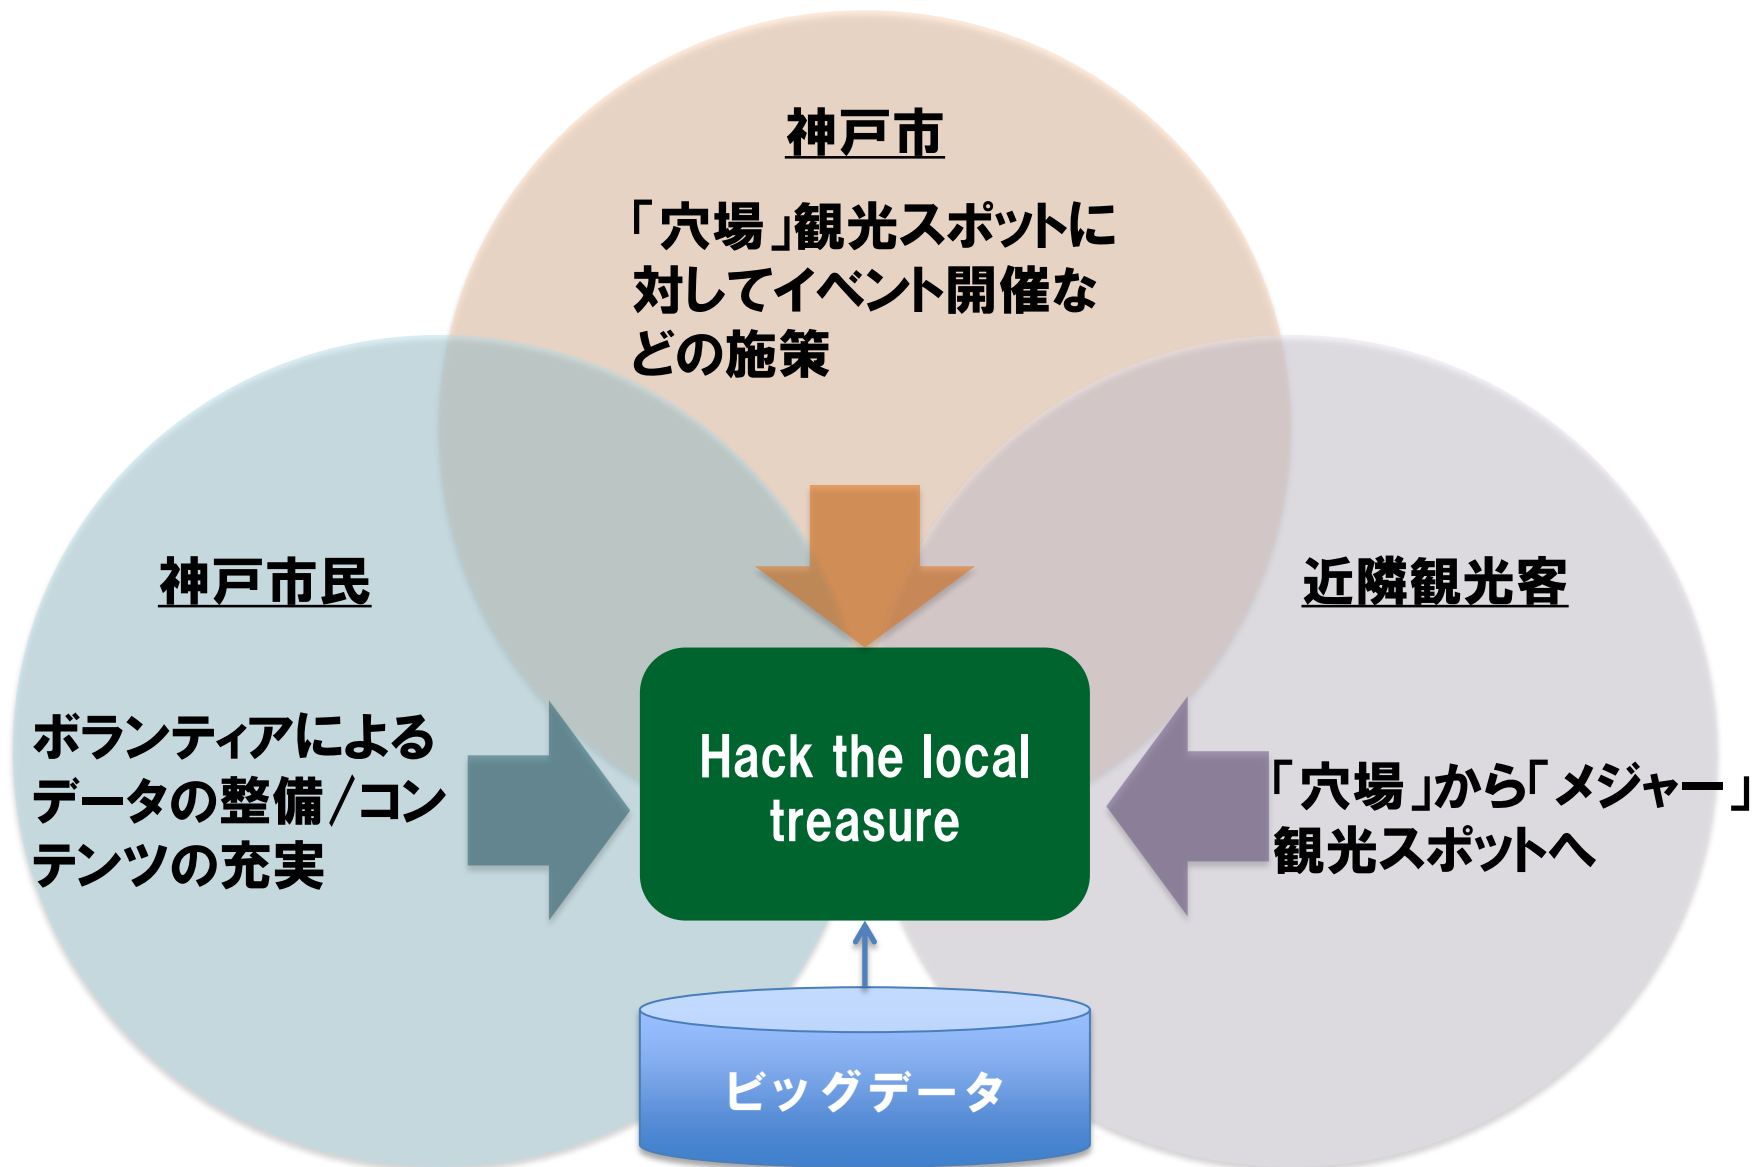 神戸市
「穴場」観光スポットに
対してイベント開催な
どの施策
神戸市民
ボランティアによる
データの整備/コン
テンツの充実
近隣観光客
「穴場」から「メジャー」
観光スポットへ
Hack the local
treasure
ビッグデータ